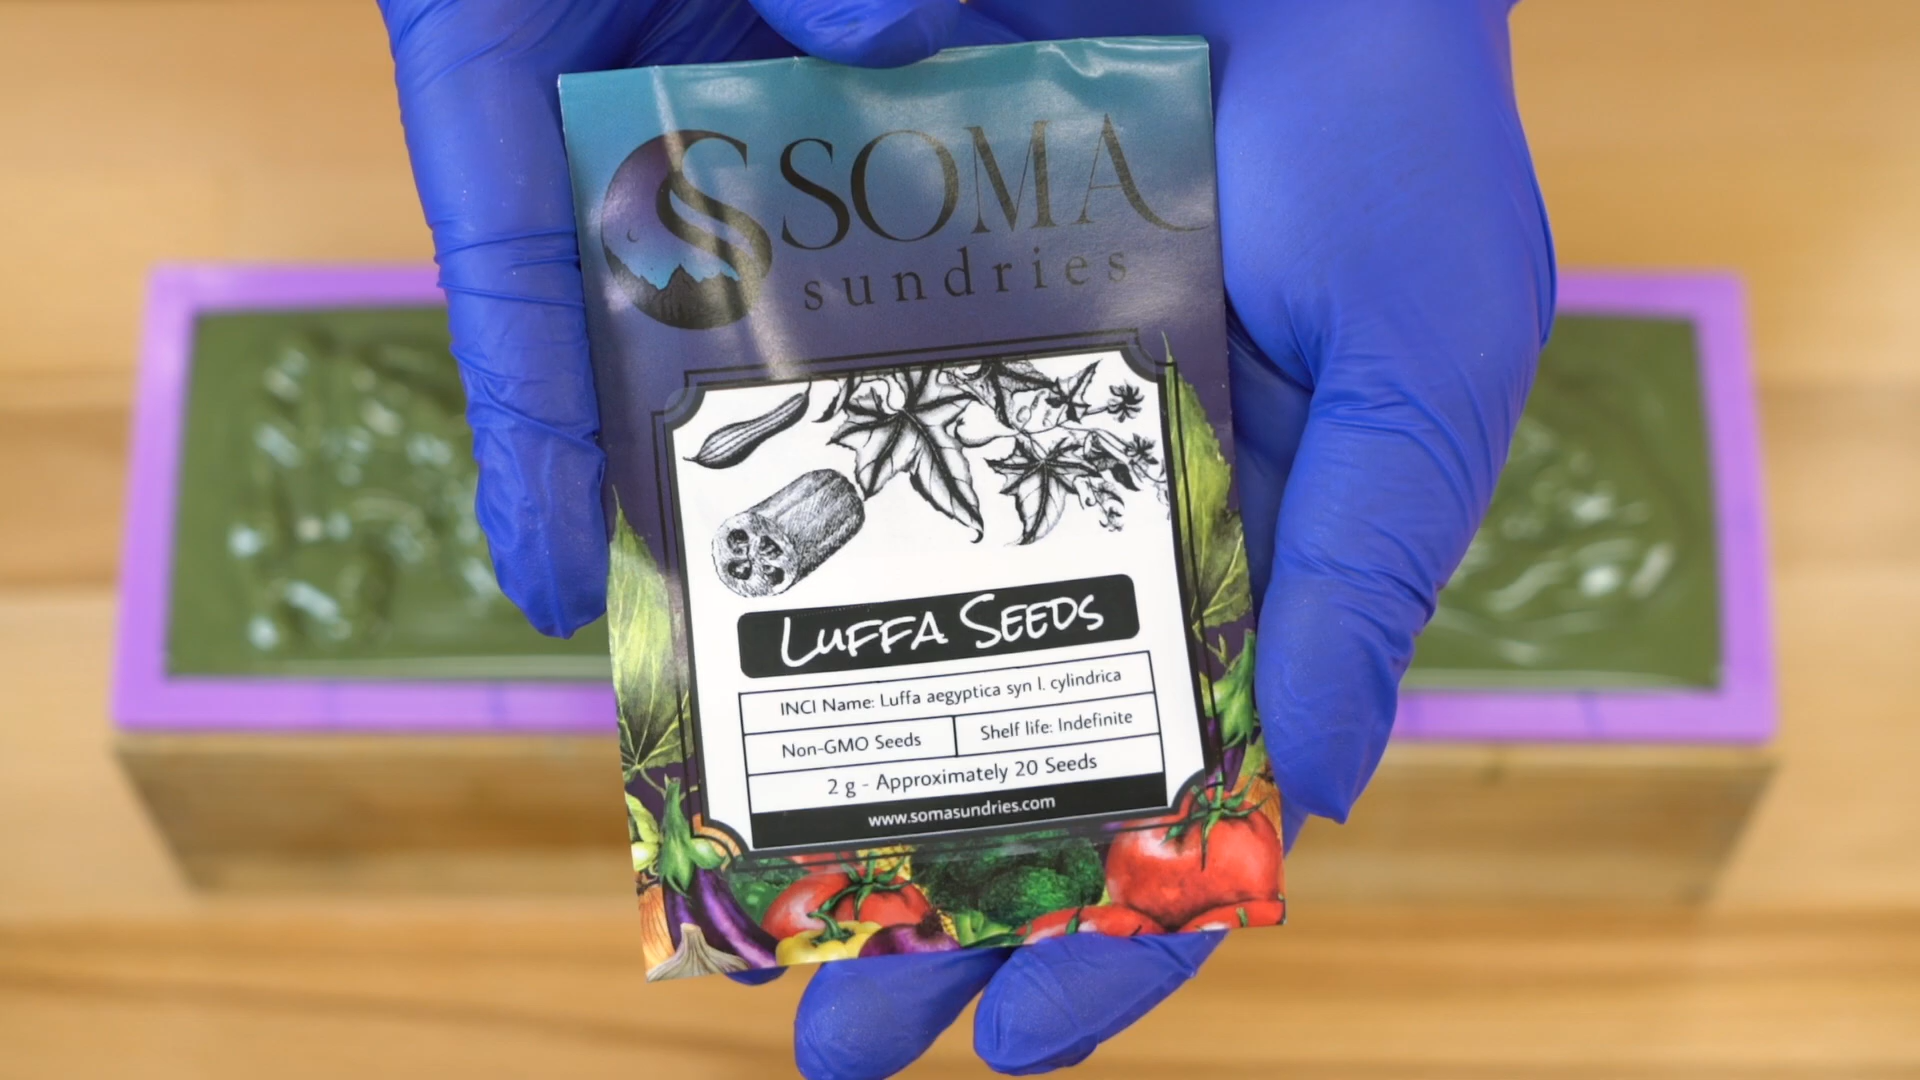 SOMA
sundries
LUFFA SEEDS
INCI Name: Luffa aegyptica syn l. cylindrica
Non-GMO Seeds
Shelf life: Indefinite
2 g - Approximately 20 Seeds
www.somasundries.com